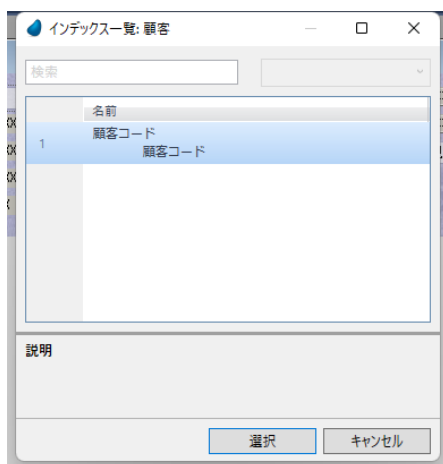 インデックス一覧: 顧客
検索
名前
1
顧客コード
顧客コード
説明
選択
キャンセル